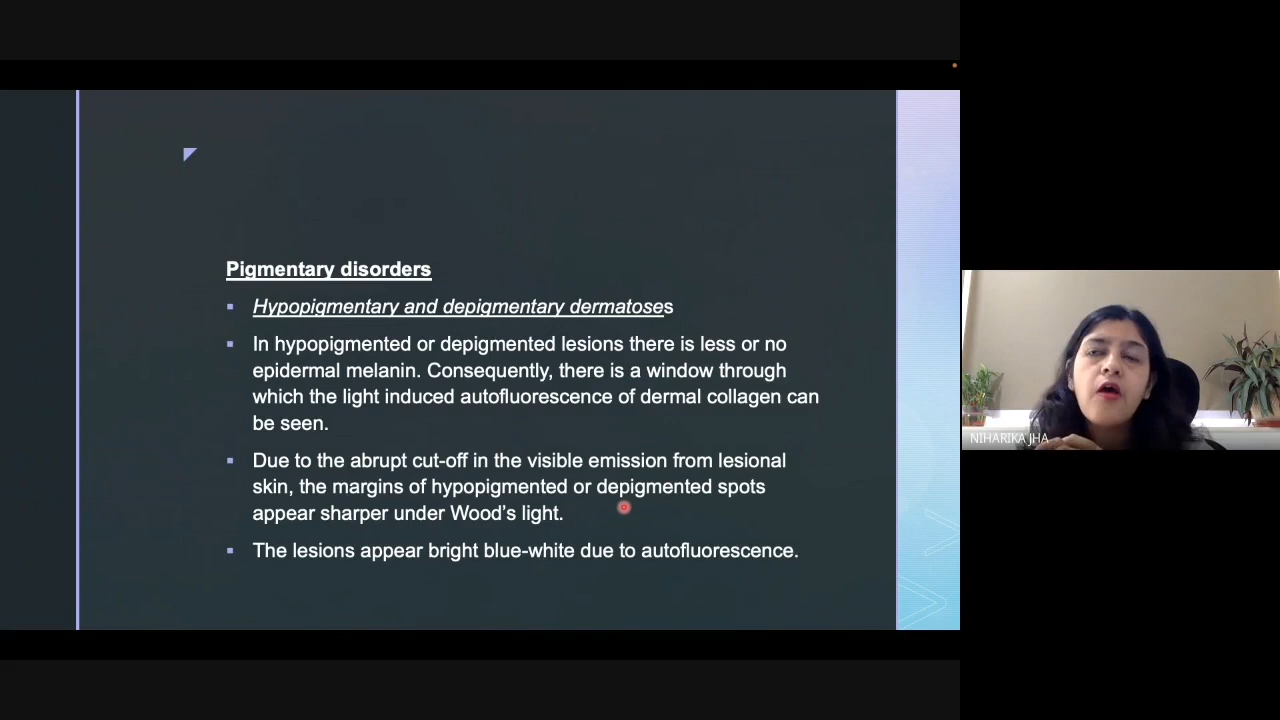 Pigmentary disorders
Hypopigmentary and depigmentary dermatoses
In hypopigmented or depigmented lesions there is less or no
epidermal melanin. Consequently, there is a window through
which the light induced autofluorescence of dermal collagen can
be seen.
Due to the abrupt cut-off in the visible emission from lesional
skin, the margins of hypopigmented or depigmented spots
appear sharper under Wood’s light.
The lesions appear bright blue-white due to autofluorescence.
NIHARIKA JHA